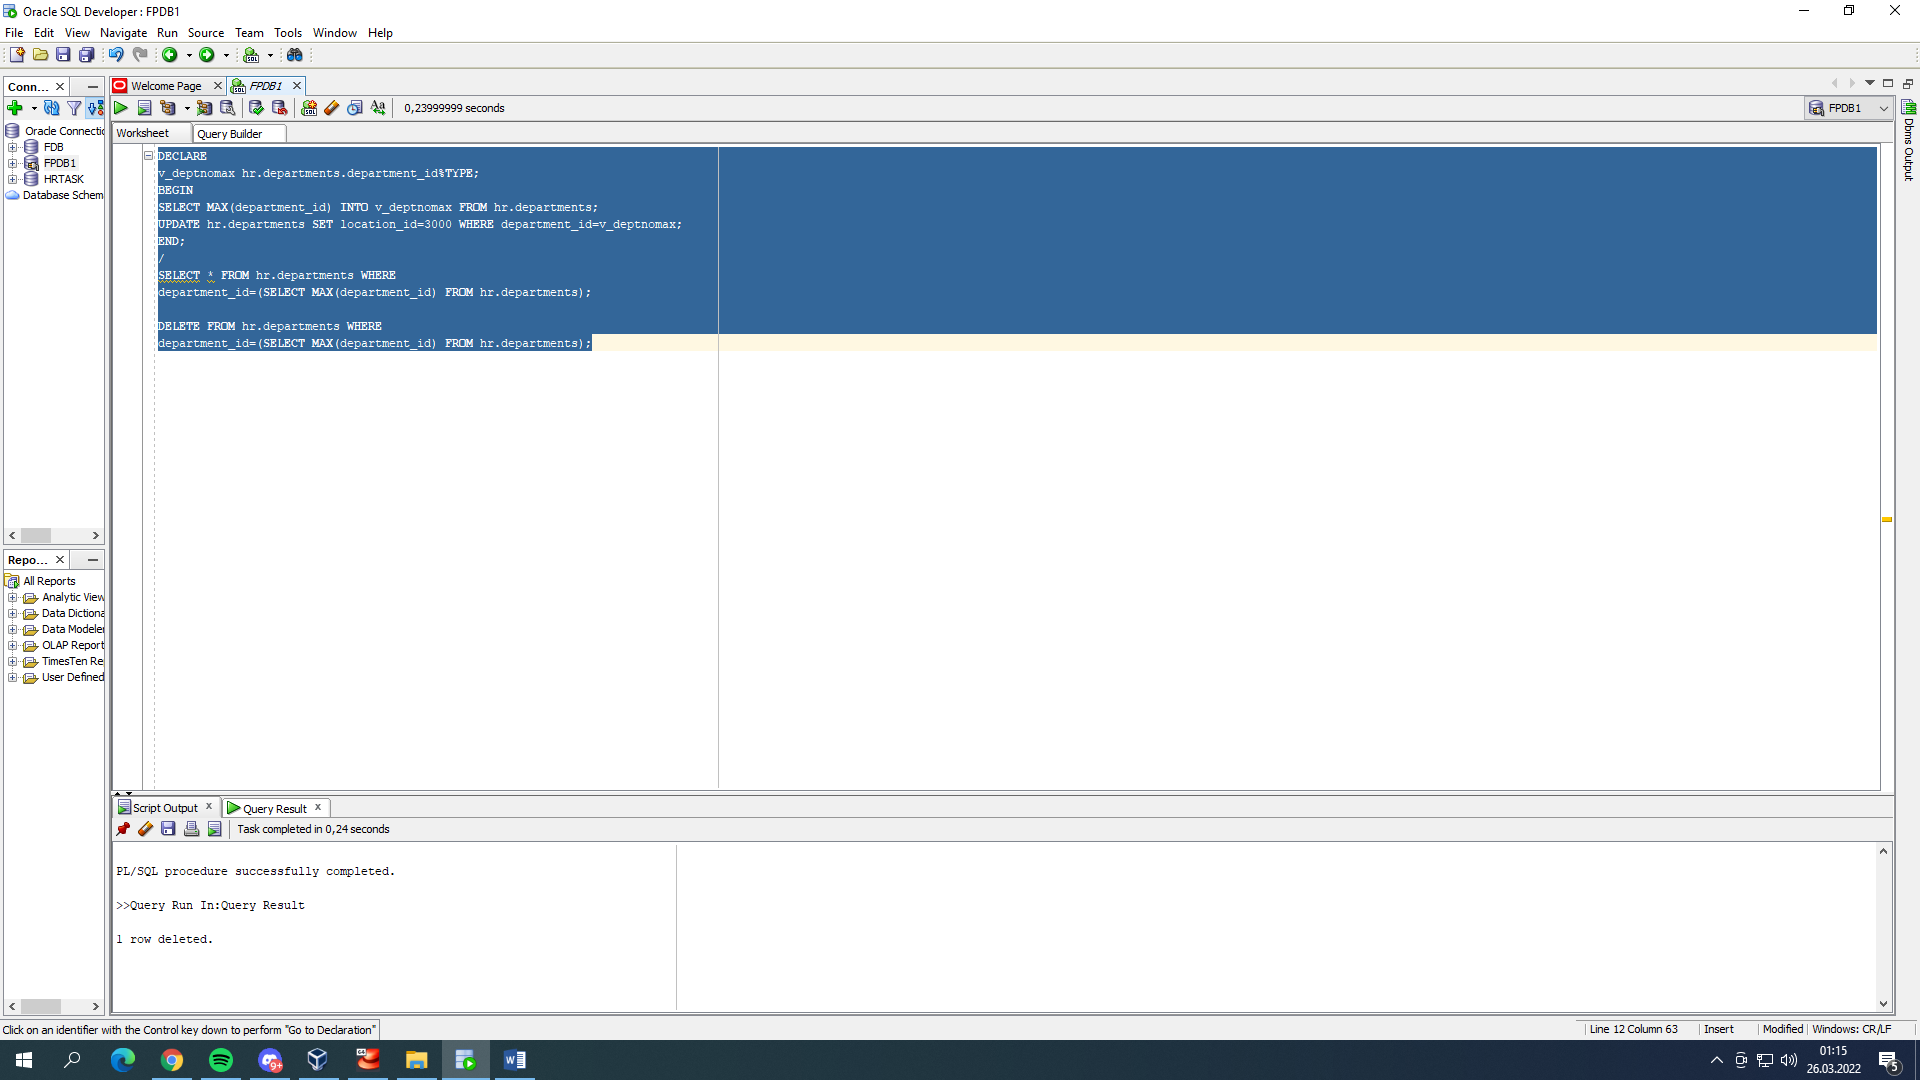 Oracle SQL Developer : FPDB1
File Edit View Navigate Run Source Team Tools Window Help
Conn...
Welcome Page
FPDB1
0,23999999 seconds
FPDB1
Worksheet
Query Builder
Oracle Connectio
FDB
FPDB1
HRTASK
Database Schem
Dbms Output
DECLARE
v_deptnomax hr.departments.department_id%TYPE;
BEGIN
SELECT MAX(department_id) INTO v_deptnomax FROM hr.departments;
UPDATE hr.departments SET location_id=3000 WHERE department_id=v_deptnomax;
END;
/
SELECT * FROM hr.departments WHERE
department_id=(SELECT MAX(department_id) FROM hr.departments);
DELETE FROM hr.departments WHERE
department_id=(SELECT MAX(department_id) FROM hr.departments);
Repo...
All Reports
Analytic View
Data Dictiona
Data Modeler
OLAP Report
TimesTen Re
User Defined
Script Output
Query Result
Task completed in 0,24 seconds
PL/SQL procedure successfully completed.
>>Query Run In:Query Result
1 row deleted.
Click on an identifier with the Control key down to perform "Go to Declaration"
Line 12 Column 63
Insert
Modified
Windows: CR/LF
9+
64
01:15
26.03.2022
5